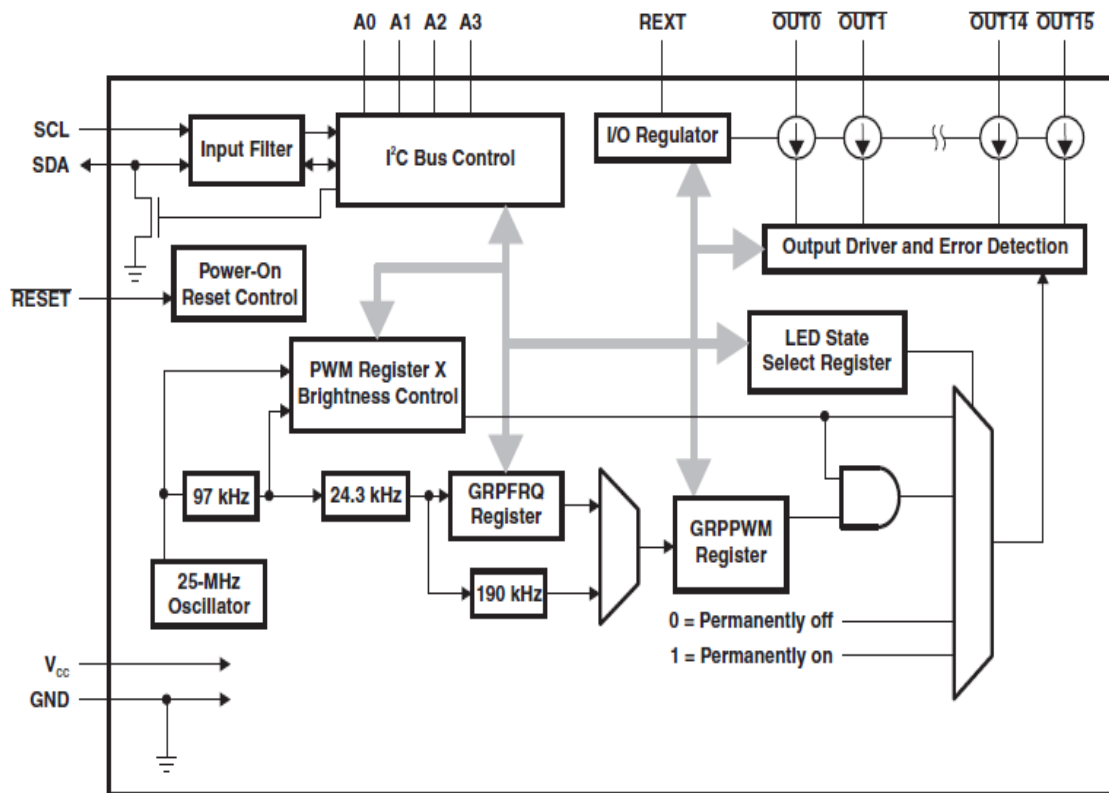 A0 A1 A2 A3 REXT OUT0 OUT1 OUT14 OUT15
SCL
SDA
Input Filter
I²C Bus Control
I/O Regulator
Output Driver and Error Detection
RESET
Power-On
Reset Control
PWM Register X
Brightness Control
LED State
Select Register
97 kHz
24.3 kHz
GRPFRQ
Register
190 kHz
GRPPWM
Register
25-MHz
Oscillator
0 = Permanently off
1 = Permanently on
VCC
GND